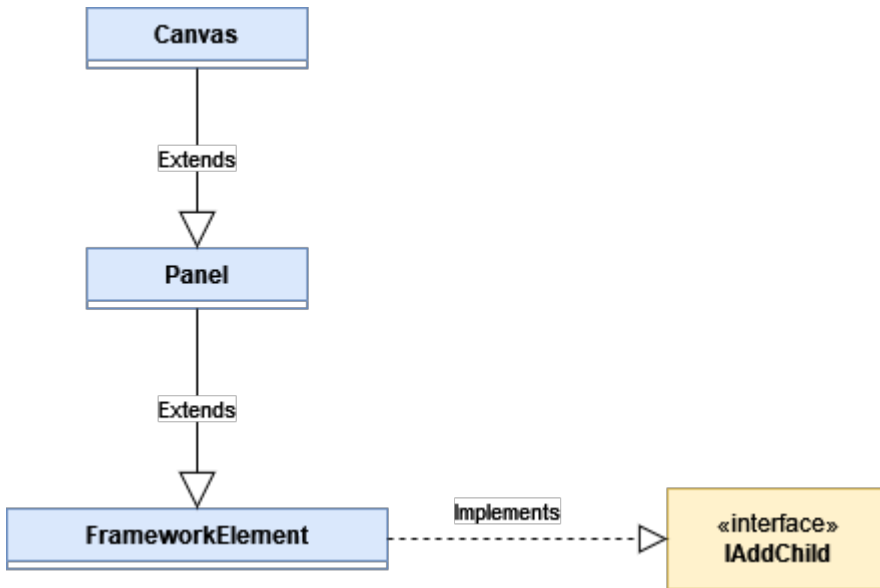 Canvas
Extends
Panel
Extends
Implements
FrameworkElement
«interface»
IAddChild